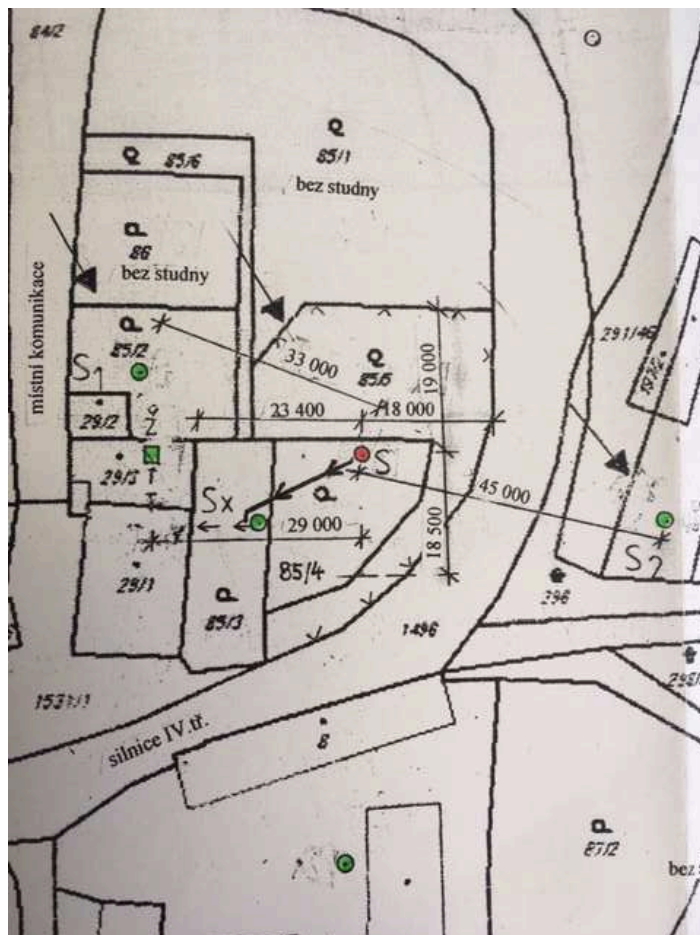 84/2
85/6
85/1
bez studny
86
bez studny
místní komunikace
85/2
S1
29/2
33 000
85/5
19 000
291/46
23 400
18 000
29/3
S
45 000
Sx
29 000
18 500
S2
85/4
29/1
85/3
296
1496
1531/1
silnice IV.tř.
8
87/2
bez